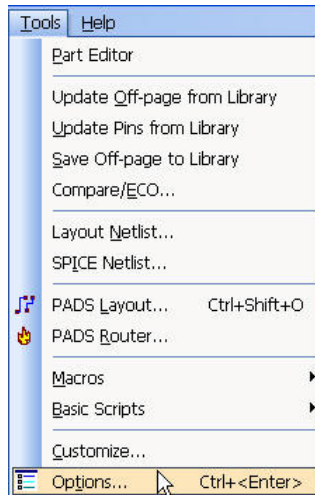 Tools Help
Part Editor
Update Off-page from Library
Update Pins from Library
Save Off-page to Library
Compare/ECO...
Layout Netlist...
SPICE Netlist...
PADS Layout... Ctrl+Shift+O
PADS Router...
Macros
Basic Scripts
Customize...
Options... Ctrl+<Enter>